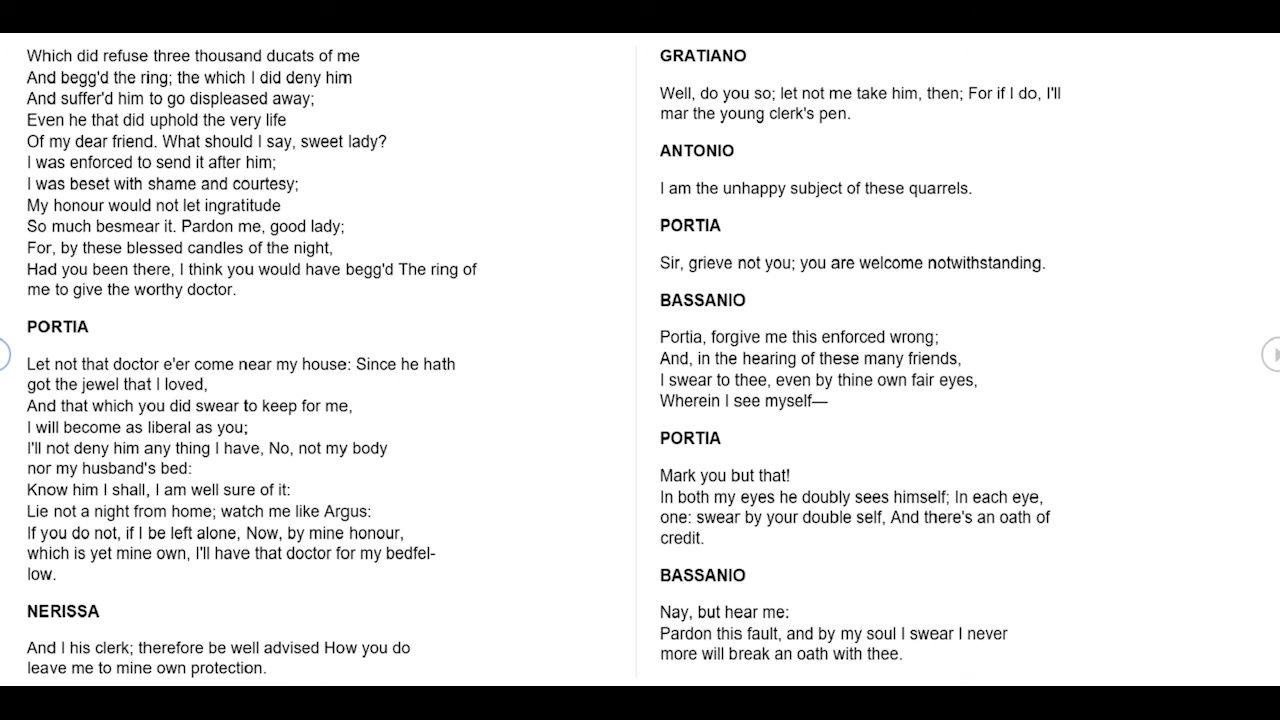 Which did refuse three thousand ducats of me
And begg'd the ring; the which I did deny him
And suffer'd him to go displeased away;
Even he that did uphold the very life
Of my dear friend. What should I say, sweet lady?
I was enforced to send it after him;
I was beset with shame and courtesy;
My honour would not let ingratitude
So much besmear it. Pardon me, good lady;
For, by these blessed candles of the night,
Had you been there, I think you would have begg'd The ring of
me to give the worthy doctor.
PORTIA
Let not that doctor e'er come near my house: Since he hath
got the jewel that I loved,
And that which you did swear to keep for me,
I will become as liberal as you;
I'll not deny him any thing I have, No, not my body
nor my husband's bed:
Know him I shall, I am well sure of it:
Lie not a night from home; watch me like Argus:
If you do not, if I be left alone, Now, by mine honour,
which is yet mine own, I'll have that doctor for my bedfel-
low.
NERISSA
And I his clerk; therefore be well advised How you do
leave me to mine own protection.
GRATIANO
Well, do you so; let not me take him, then; For if I do, I'll
mar the young clerk's pen.
ANTONIO
I am the unhappy subject of these quarrels.
PORTIA
Sir, grieve not you; you are welcome notwithstanding.
BASSANIO
Portia, forgive me this enforced wrong;
And, in the hearing of these many friends,
I swear to thee, even by thine own fair eyes,
Wherein I see myself—
PORTIA
Mark you but that!
In both my eyes he doubly sees himself; In each eye,
one: swear by your double self, And there's an oath of
credit.
BASSANIO
Nay, but hear me:
Pardon this fault, and by my soul I swear I never
more will break an oath with thee.